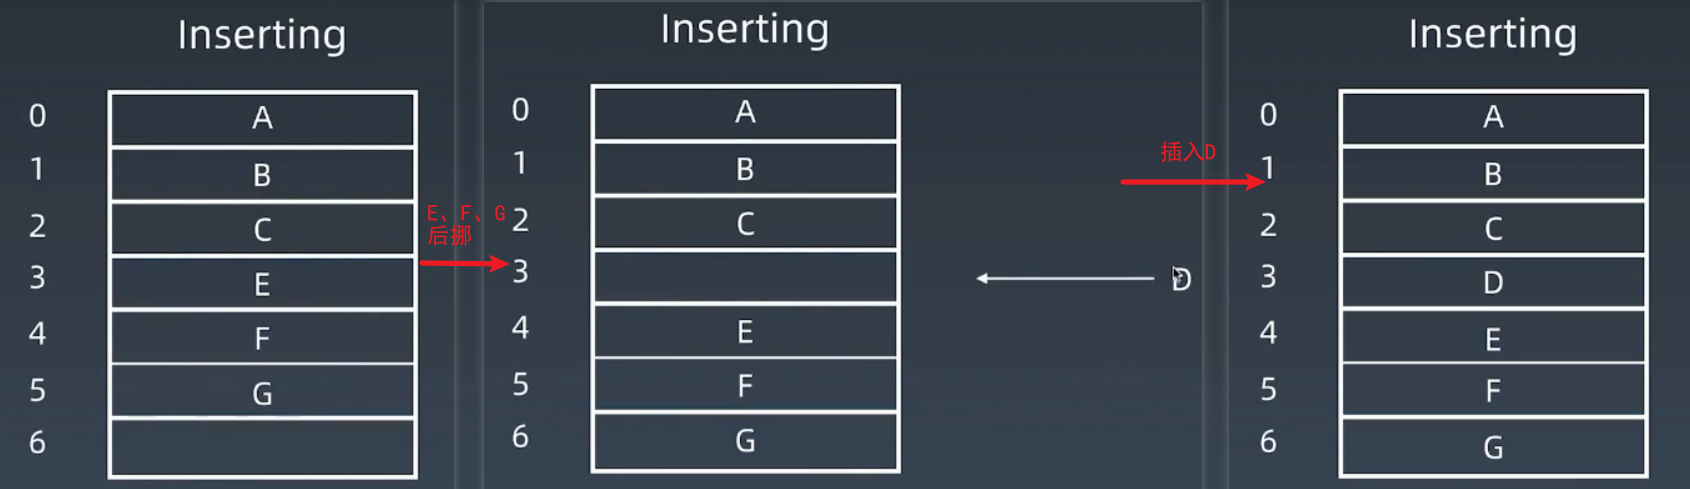 Inserting
0 A
1 B
2 C
3 E
4 F
5 G
6
E、F、G
后挪
Inserting
0 A
1 B
2 C
3
D
4 E
5 F
6 G
插入D
Inserting
0 A
1 B
2 C
3 D
4 E
5 F
6 G